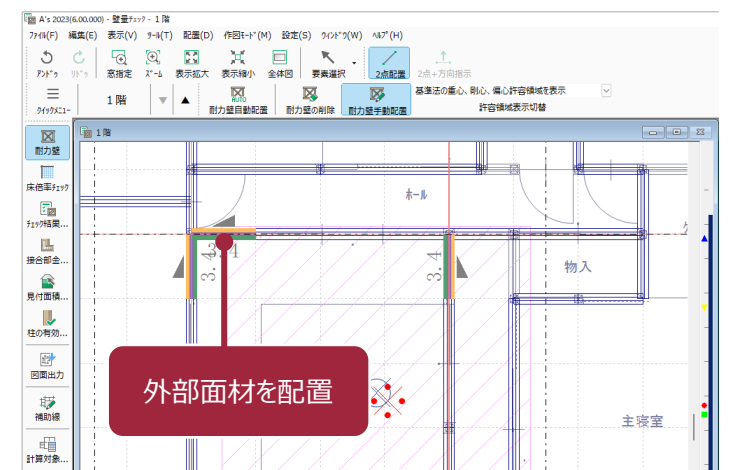 A's 2023(6.00.000) - 壁量ﾁｪｯｸ - 1 階
ﾌｧｲﾙ(F) 編集(E) 表示(V) ﾂｰﾙ(T) 配置(D) 作図ﾓｰﾄﾞ(M) 設定(S) ｳｨﾝﾄﾞｳ(W) ﾍﾙﾌﾟ(H)
ｱﾝﾄﾞｩ ﾘﾄﾞｩ 窓指定 ｽﾞｰﾑ 表示拡大 表示縮小 全体図 要素選択 2点配置 2点+方向指示
ｸｲｯｸﾒﾆｭｰ 1 階 AUTO 耐力壁自動配置 耐力壁の削除 耐力壁手動配置 基準法の重心、剛心、偏心許容領域を表示
許容領域表示切替
耐力壁
床倍率ﾁｪｯｸ
ﾁｪｯｸ結果...
接合部金...
見付面積...
柱の有効...
図面出力
補助線
計算対象...
1 階
ホール
3.4
3.4
3.4
物入
外部面材を配置
主寝室